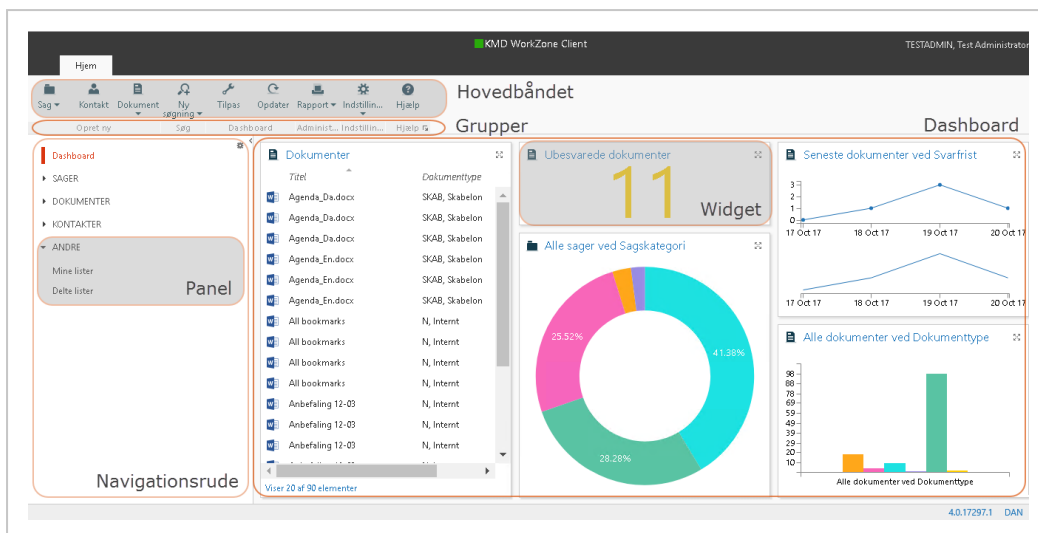 KMD WorkZone Client
TESTADMIN, Test Administrator
Hjem
Sag Kontakt Dokument Ny søgning Tilpas Opdater Rapport Indstillin... Hjælp
Hovedbåndet
Opret ny Søg Dashboard Administ... Indstillin... Hjælp
Grupper
Dashboard
Dashboard
SAGER
DOKUMENTER
KONTAKTER
ANDRE
Mine lister
Delte lister
Panel
Navigationsrude
Dokumenter
Titel Dokumenttype
Agenda_Da.docx SKAB, Skabelon
Agenda_Da.docx SKAB, Skabelon
Agenda_Da.docx SKAB, Skabelon
Agenda_En.docx SKAB, Skabelon
Agenda_En.docx SKAB, Skabelon
Agenda_En.docx SKAB, Skabelon
All bookmarks N, Internt
All bookmarks N, Internt
All bookmarks N, Internt
All bookmarks N, Internt
Anbefaling 12-03 N, Internt
Anbefaling 12-03 N, Internt
Anbefaling 12-03 N, Internt
Viser 20 af 90 elementer
Ubesvarede dokumenter
11
Widget
Alle sager ved Sagskategori
25.52%
41.38%
28.28%
Seneste dokumenter ved Svarfrist
3
2
1
0
17 Oct 17 18 Oct 17 19 Oct 17 20 Oct 17
17 Oct 17 18 Oct 17 19 Oct 17 20 Oct 17
Alle dokumenter ved Dokumenttype
98
88
78
69
59
49
39
29
20
10
Alle dokumenter ved Dokumenttype
4.0.17297.1 DAN